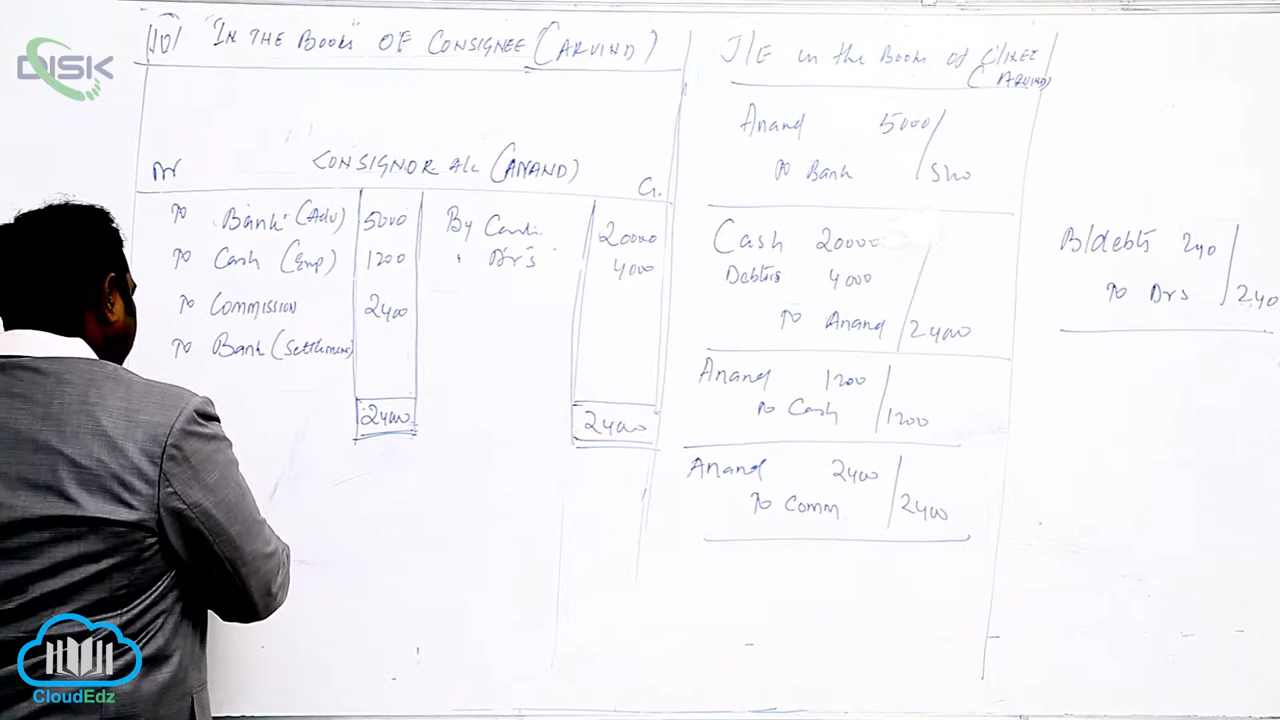 DISK
10) "IN THE BOOKS" OF CONSIGNEE (ARVIND)
Dr CONSIGNOR A/c (ANAND) Cr.
To Bank (Adv) 5000 By Cash 20000
To Cash (Exp) 1200 " Dr's 4000
To Commission 2400
To Bank (Settlement)
24000 24000
J/E in the Books of C/nee
(ARVIND)
Anand 5000
To Bank 5000
Cash 20000
Debtors 4000
To Anand 24000
Anand 1200
To Cash 1200
Anand 2400
To Comm 2400
B/debts 240
To Drs 240
CloudEdz